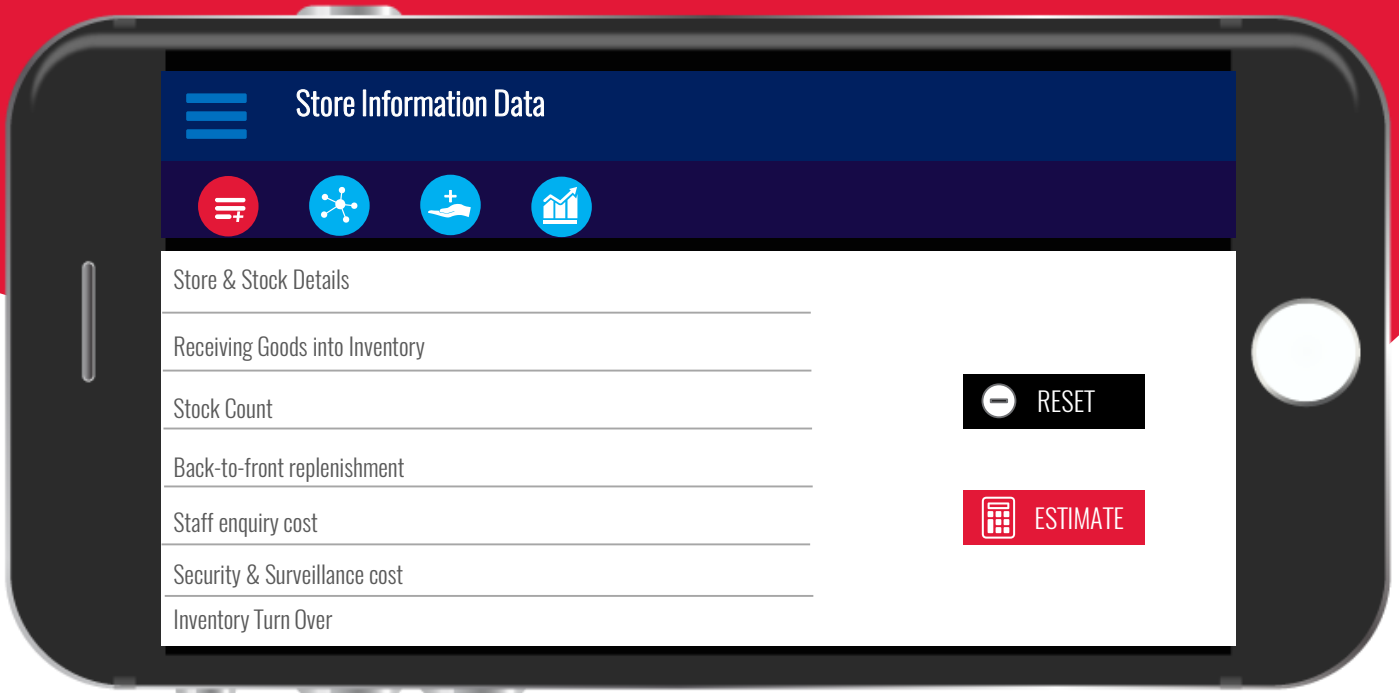 Store Information Data
Store & Stock Details
Receiving Goods into Inventory
Stock Count
RESET
Back-to-front replenishment
Staff enquiry cost
ESTIMATE
Security & Surveillance cost
Inventory Turn Over